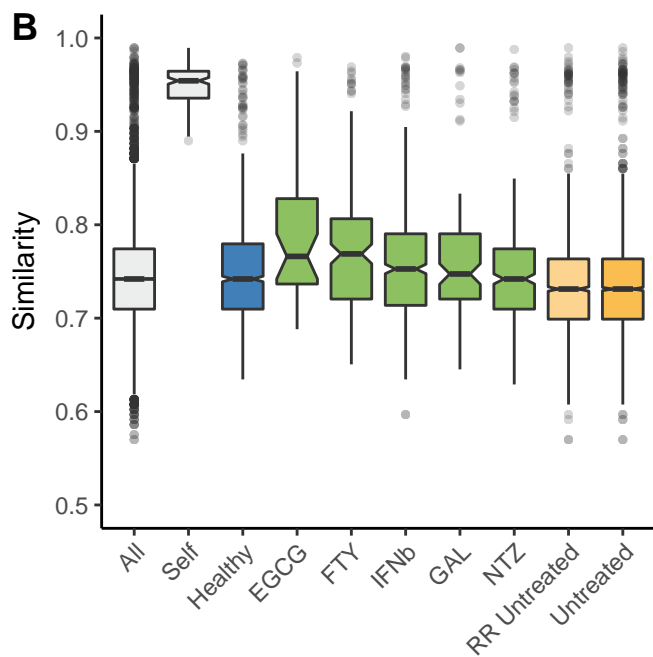 B
Similarity
1.0
0.9
0.8
0.7
0.6
0.5
All
Self
Healthy
EGCG
FTY
IFNb
GAL
NTZ
RR Untreated
Untreated